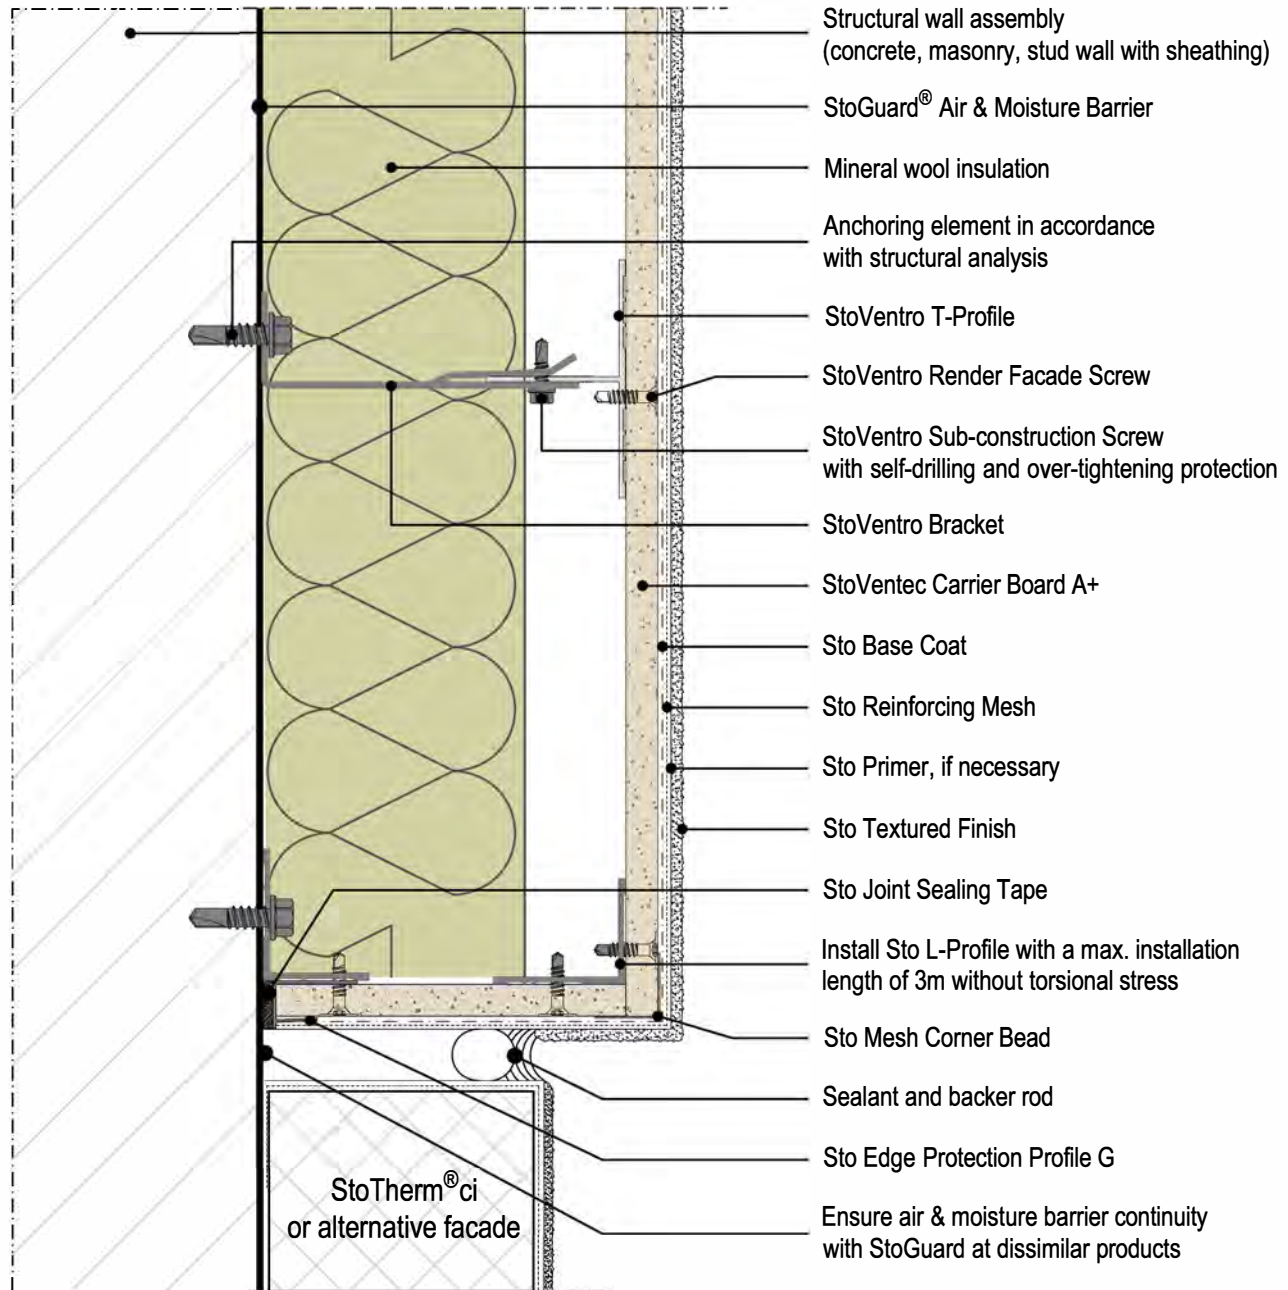 Structural wall assembly
(concrete, masonry, stud wall with sheathing)
StoGuard® Air & Moisture Barrier
Mineral wool insulation
Anchoring element in accordance
with structural analysis
StoVentro T-Profile
StoVentro Render Facade Screw
StoVentro Sub-construction Screw
with self-drilling and over-tightening protection
StoVentro Bracket
StoVentec Carrier Board A+
Sto Base Coat
Sto Reinforcing Mesh
Sto Primer, if necessary
Sto Textured Finish
Sto Joint Sealing Tape
Install Sto L-Profile with a max. installation
length of 3m without torsional stress
Sto Mesh Corner Bead
Sealant and backer rod
Sto Edge Protection Profile G
Ensure air & moisture barrier continuity
with StoGuard at dissimilar products
StoTherm®ci
or alternative facade